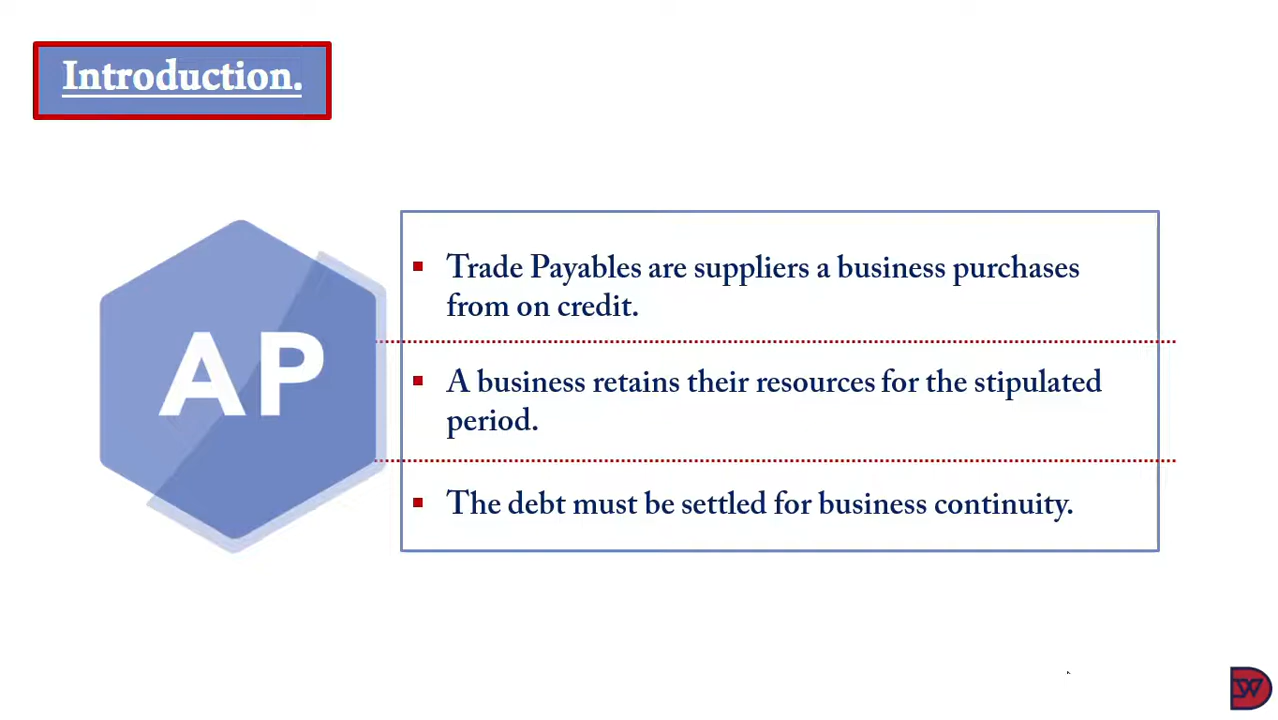 Introduction.
AP
▪ Trade Payables are suppliers a business purchases
from on credit.
▪ A business retains their resources for the stipulated
period.
▪ The debt must be settled for business continuity.
DW